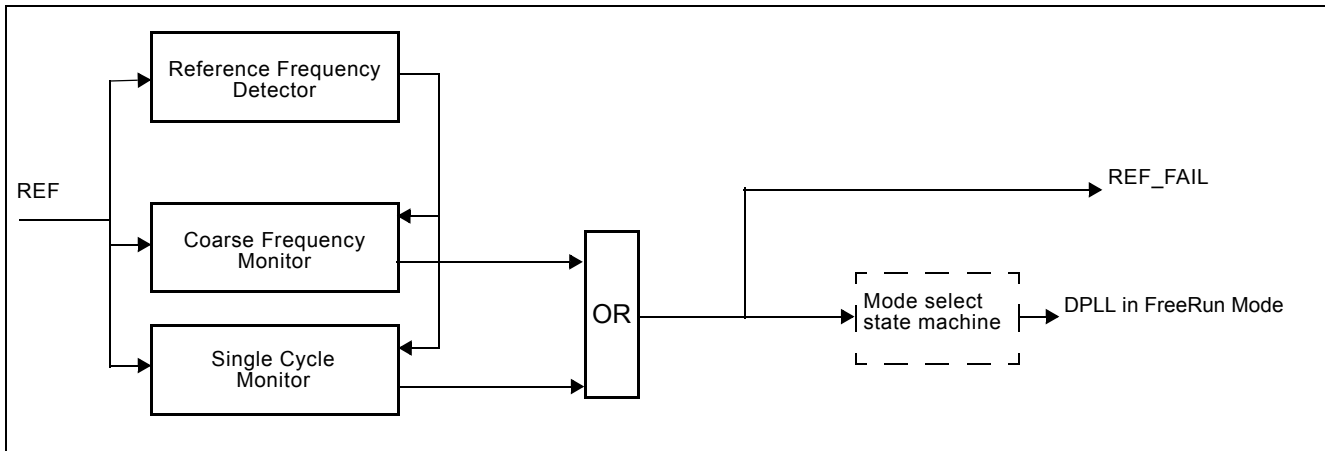 Reference Frequency
Detector
REF
REF_FAIL
Coarse Frequency
Monitor
OR
Mode select
state machine
DPLL in FreeRun Mode
Single Cycle
Monitor